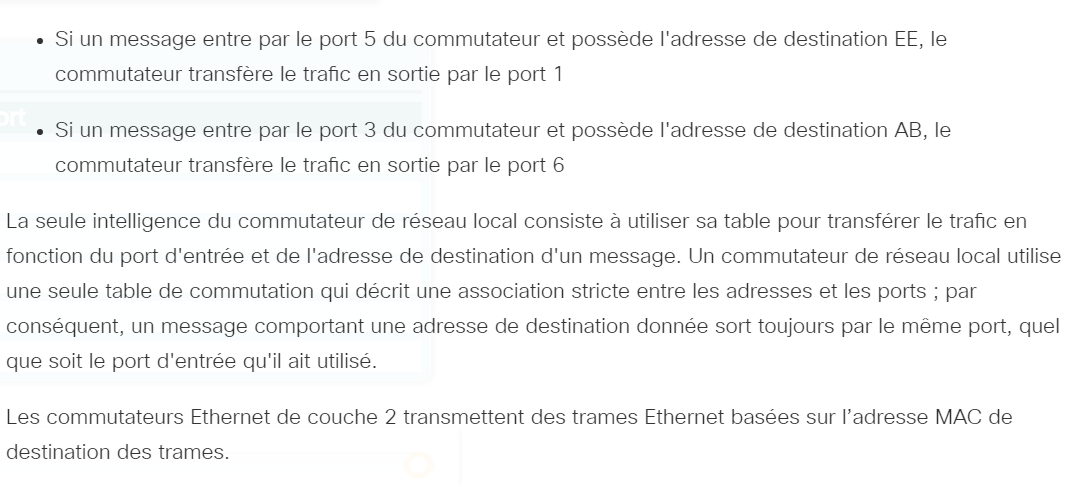 • Si un message entre par le port 5 du commutateur et possède l'adresse de destination EE, le
commutateur transfère le trafic en sortie par le port 1
ort
• Si un message entre par le port 3 du commutateur et possède l'adresse de destination AB, le
commutateur transfère le trafic en sortie par le port 6
La seule intelligence du commutateur de réseau local consiste à utiliser sa table pour transférer le trafic en
fonction du port d'entrée et de l'adresse de destination d'un message. Un commutateur de réseau local utilise
une seule table de commutation qui décrit une association stricte entre les adresses et les ports ; par
conséquent, un message comportant une adresse de destination donnée sort toujours par le même port, quel
que soit le port d'entrée qu'il ait utilisé.
Les commutateurs Ethernet de couche 2 transmettent des trames Ethernet basées sur l’adresse MAC de
destination des trames.